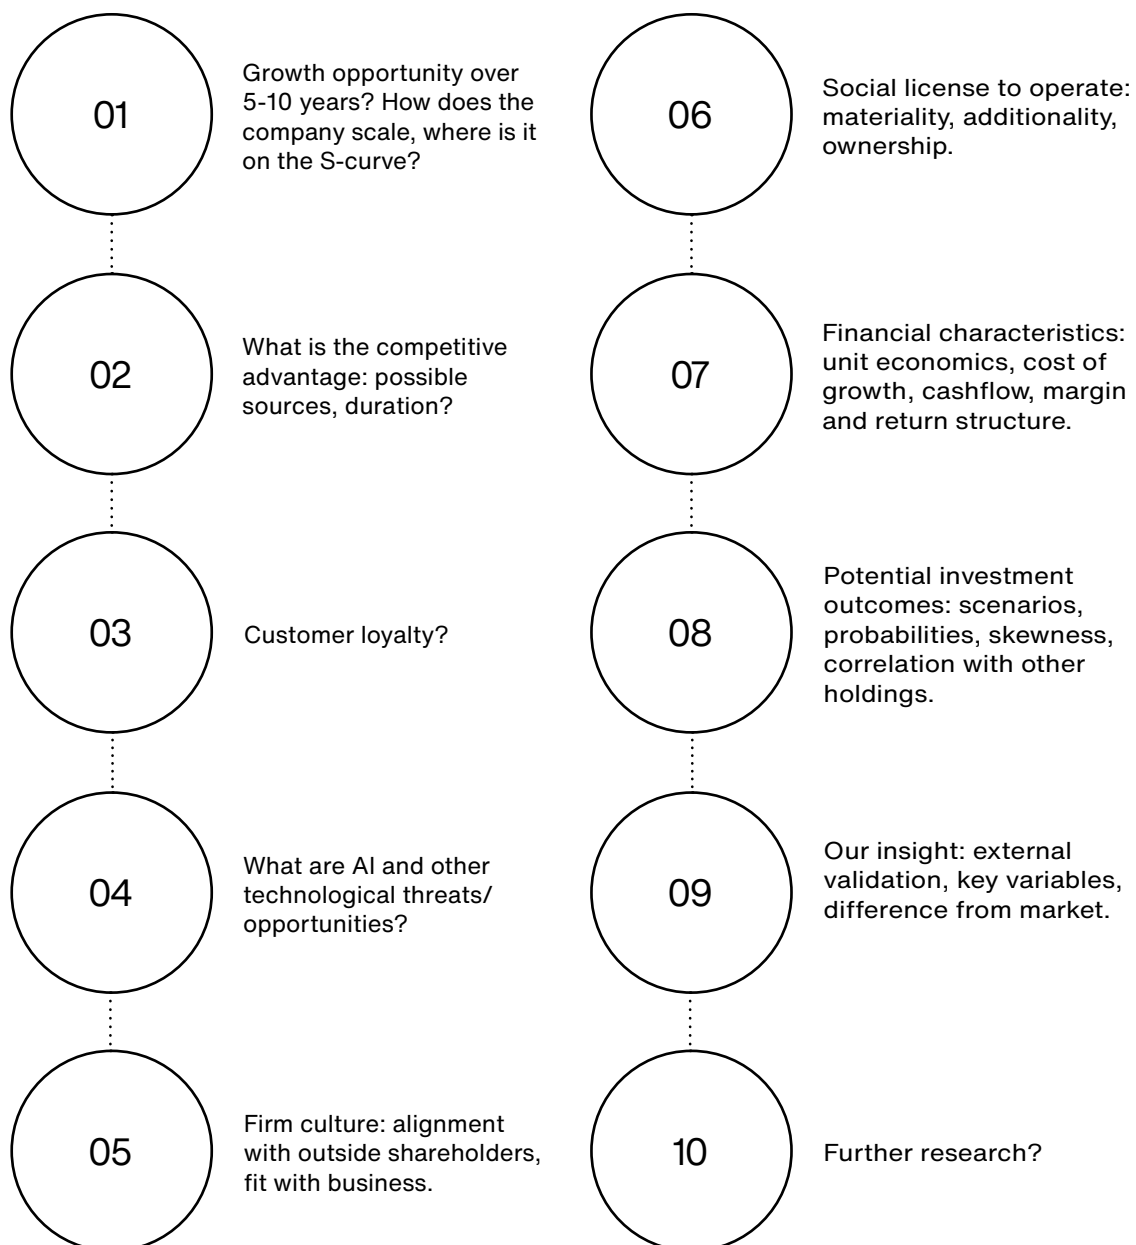 01
Growth opportunity over
5-10 years? How does the
company scale, where is it
on the S-curve?
02
What is the competitive
advantage: possible
sources, duration?
03
Customer loyalty?
04
What are AI and other
technological threats/
opportunities?
05
Firm culture: alignment
with outside shareholders,
fit with business.
06
Social license to operate:
materiality, additionality,
ownership.
07
Financial characteristics:
unit economics, cost of
growth, cashflow, margin
and return structure.
08
Potential investment
outcomes: scenarios,
probabilities, skewness,
correlation with other
holdings.
09
Our insight: external
validation, key variables,
difference from market.
10
Further research?